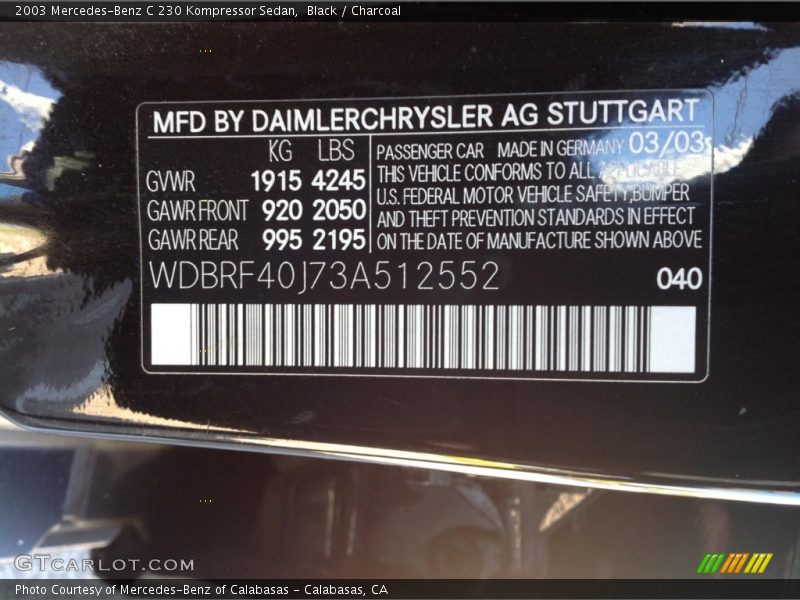 2003 Mercedes-Benz C 230 Kompressor Sedan, Black / Charcoal
MFD BY DAIMLERCHRYSLER AG STUTTGART
KG LBS
GVWR 1915 4245
GAWR FRONT 920 2050
GAWR REAR 995 2195
PASSENGER CAR MADE IN GERMANY 03/03
THIS VEHICLE CONFORMS TO ALL APPLICABLE
U.S. FEDERAL MOTOR VEHICLE SAFETY,BUMPER
AND THEFT PREVENTION STANDARDS IN EFFECT
ON THE DATE OF MANUFACTURE SHOWN ABOVE
WDBRF40J73A512552 040
GTCARLOT.COM
Photo Courtesy of Mercedes-Benz of Calabasas - Calabasas, CA